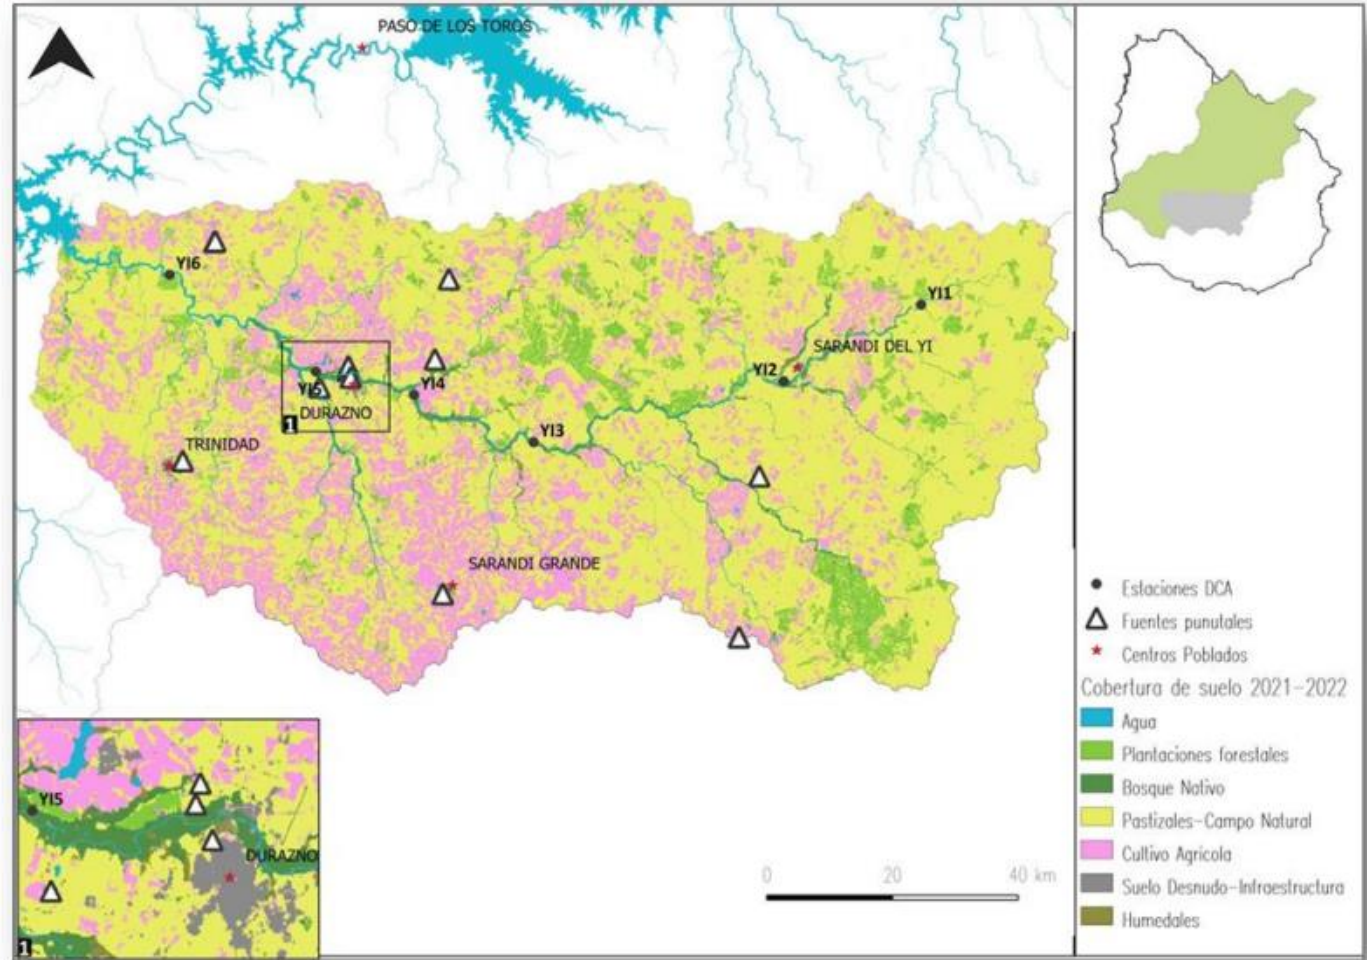 PASO DE LOS TOROS
YI6
YI1
SARANDI DEL YI
YI2
YI5
YI4
DURAZNO
1
YI3
TRINIDAD
SARANDI GRANDE
YI5
DURAZNO
1
0 20 40 km
Estaciones DCA
Fuentes punutales
Centros Poblados
Cobertura de suelo 2021-2022
Agua
Plantaciones forestales
Bosque Nativo
Pastizales-Campo Natural
Cultivo Agricola
Suelo Desnudo-Infraestructura
Humedales